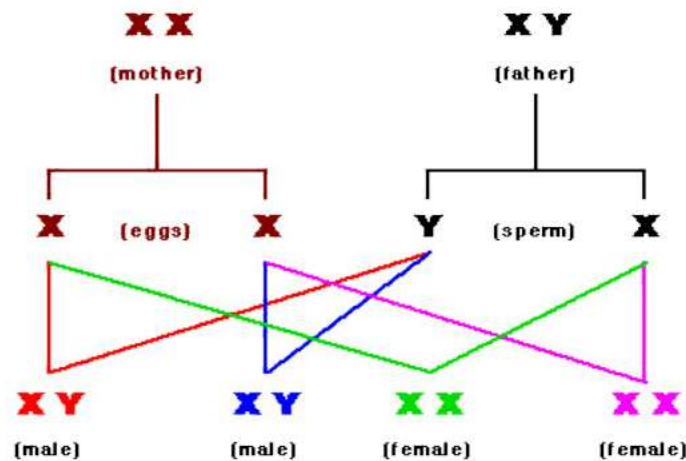 X X X Y
(mother) (father)
X (eggs) X Y (sperm) X
X Y X Y X X X X
(male) (male) (female) (female)